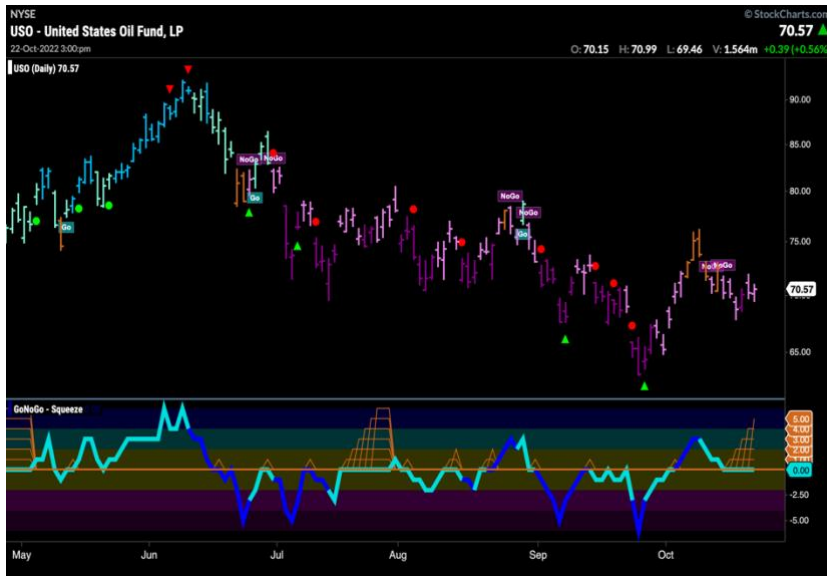 NYSE
© StockCharts.com
USO - United States Oil Fund, LP
70.57
22-Oct-2022 3:00:pm
O: 70.15 H: 70.99 L: 69.46 V: 1.564m +0.39 (+0.56%
USO (Daily) 70.57
90.00
85.00
NoGo NoGo
80.00
Go
NoGo
NoGo
Go
Go
75.00
NoGo
70.57
65.00
GoNoGo - Squeeze
5.00
4.00
3.00
2.00
0.00
-2.50
-5.00
May Jun Jul Aug Sep Oct